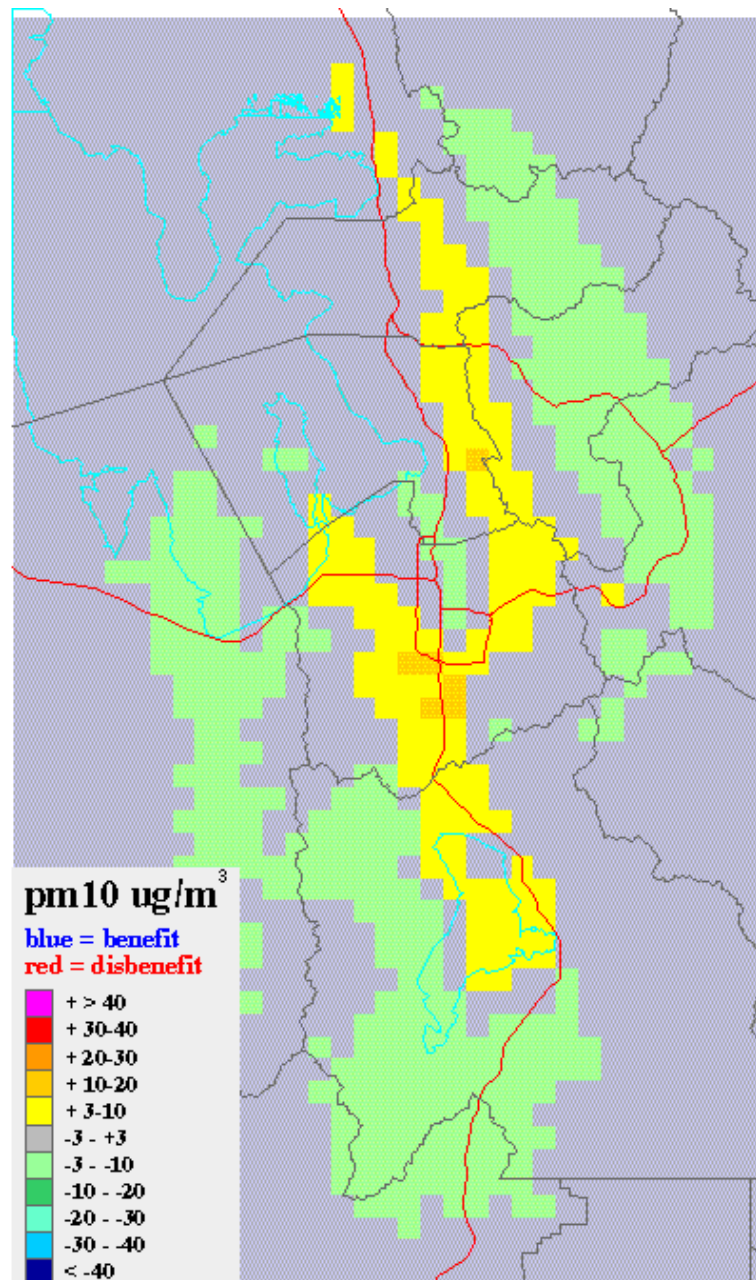 pm10 ug/m³
blue = benefit
red = disbenefit
+ > 40
+ 30-40
+ 20-30
+ 10-20
+ 3-10
-3 - +3
-3 - -10
-10 - -20
-20 - -30
-30 - -40
< -40